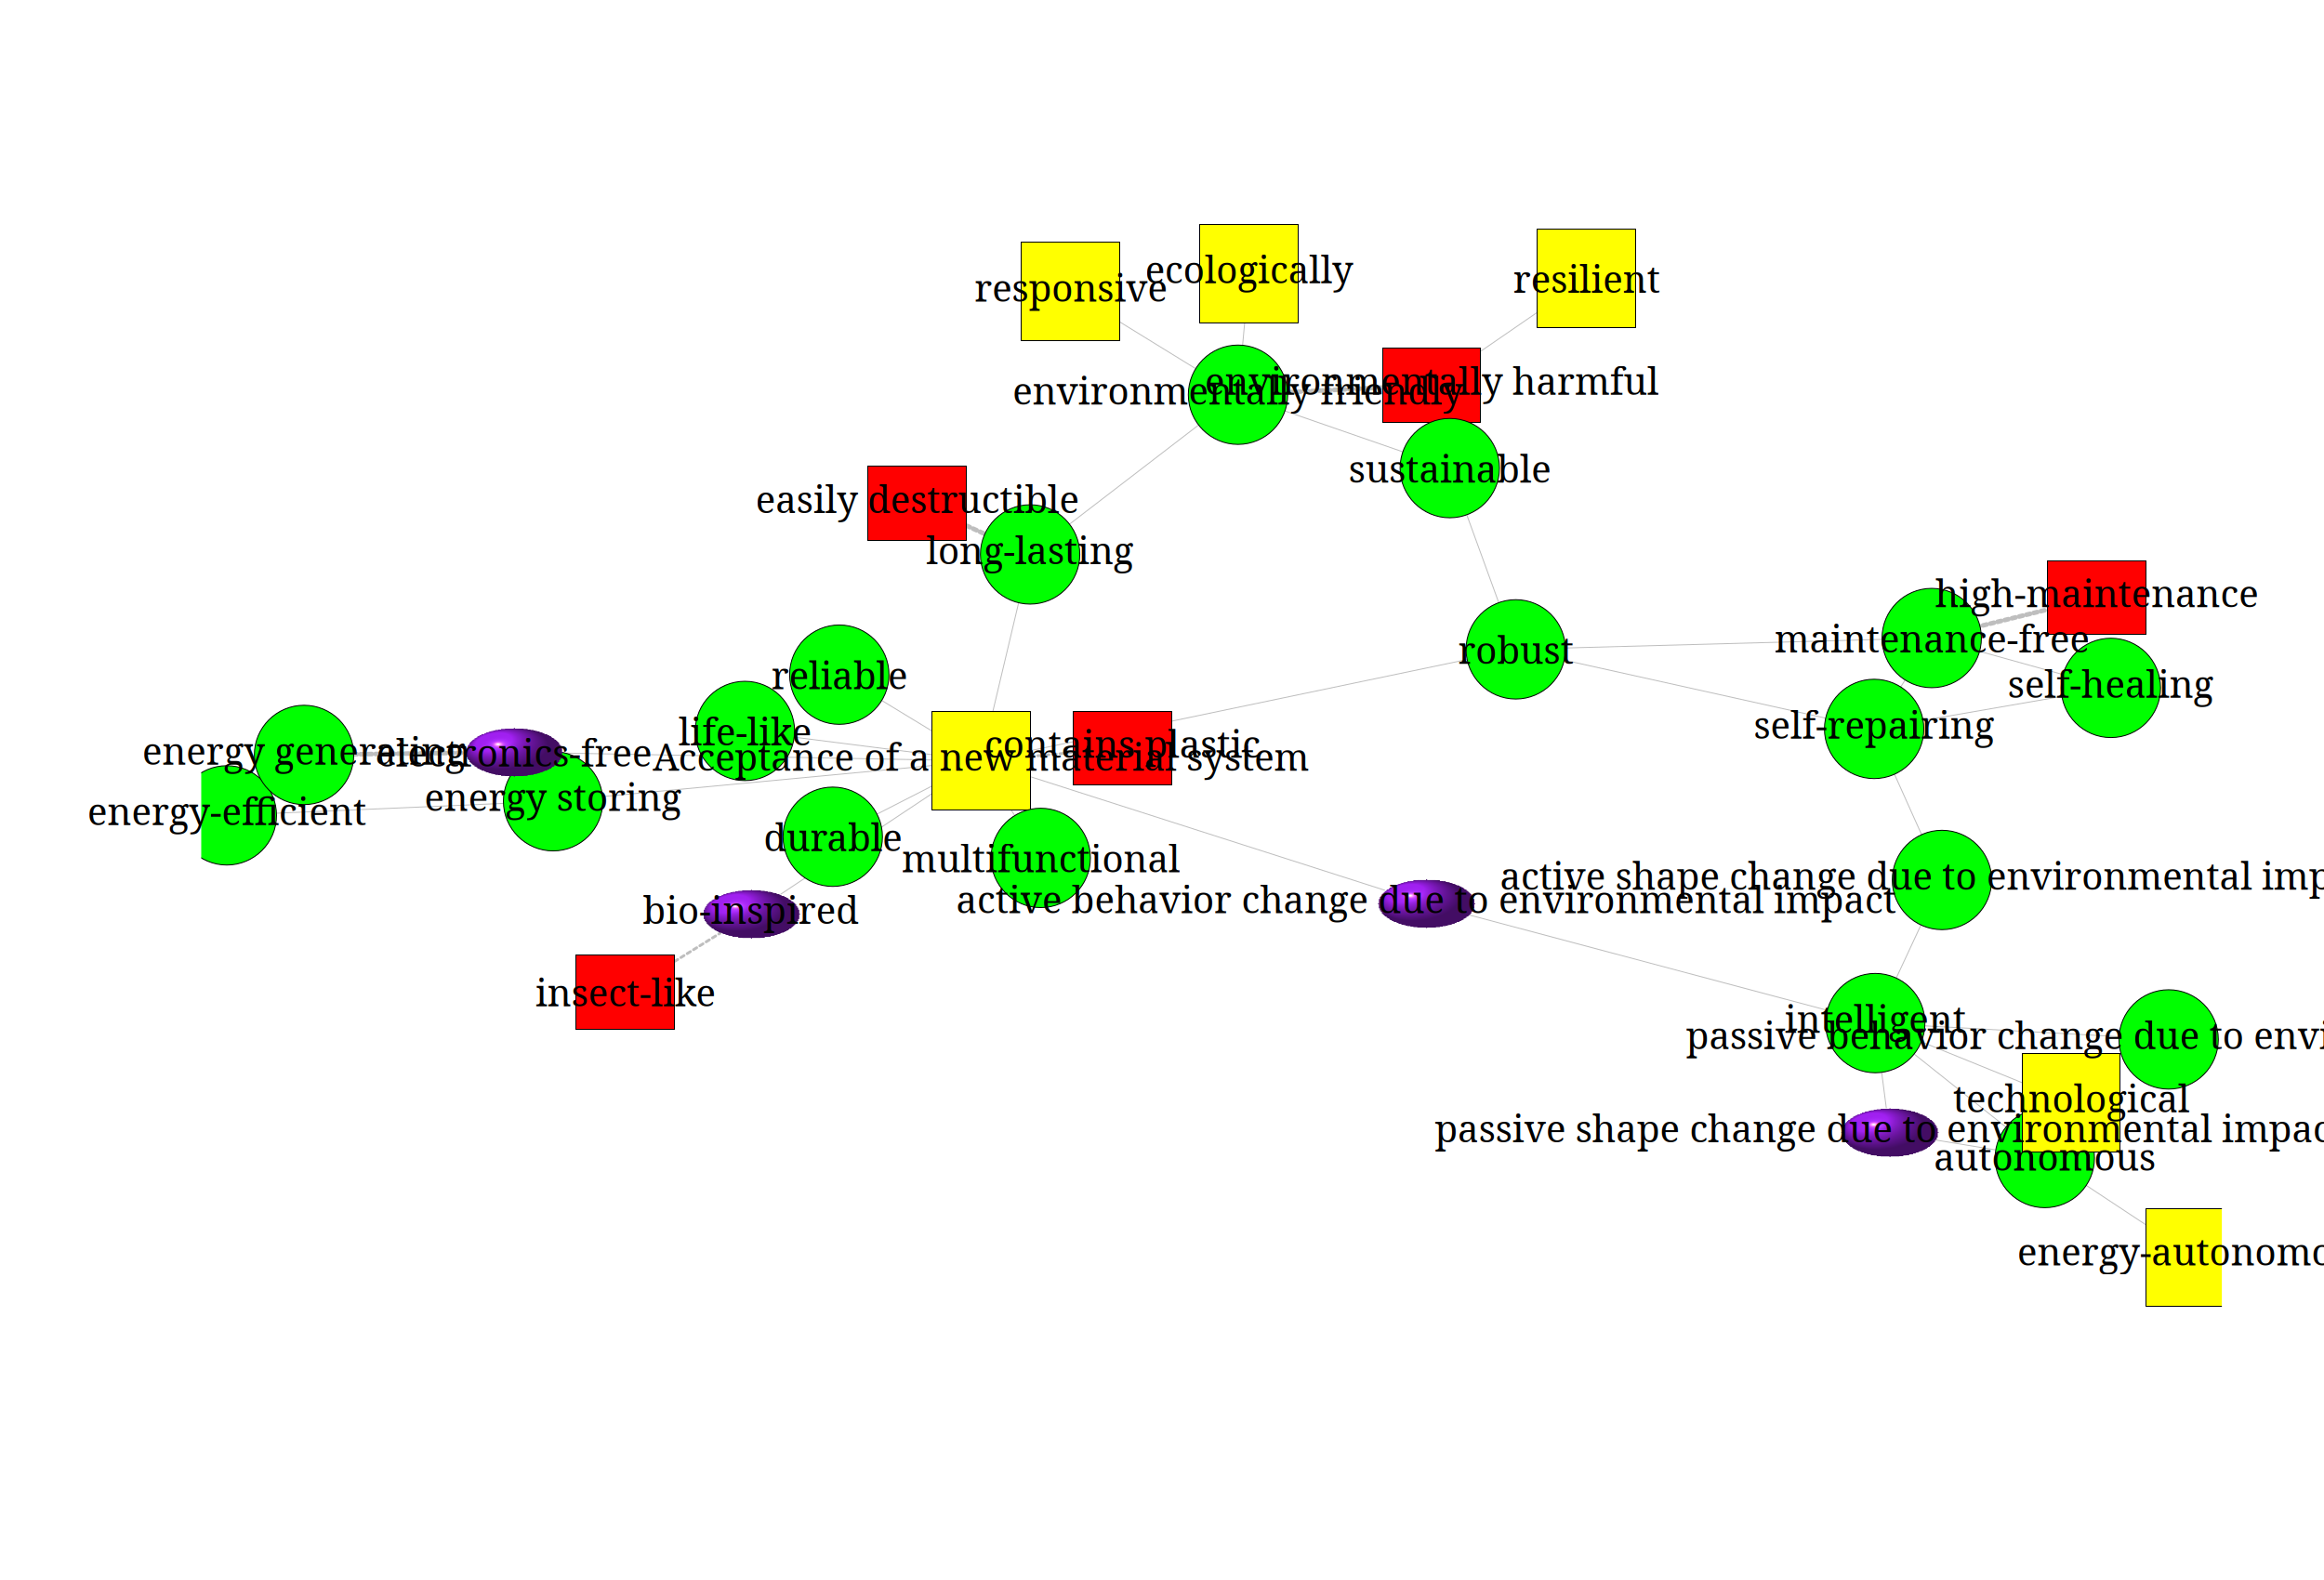 ecologically
responsive
resilient
environmentally harmful
environmentally friendly
sustainable
easily destructible
long-lasting
high-maintenance
maintenance-free
robust
reliable
self-healing
self-repairing
life-like
contains plastic
energy generating
electronics-free
Acceptance of a new material system
energy storing
energy-efficient
durable
multifunctional
active shape change due to environmental imp
active behavior change due to environmental impact
bio-inspired
insect-like
intelligent
passive behavior change due to envi
technological
passive shape change due to environmental impac
autonomous
energy-autonomo